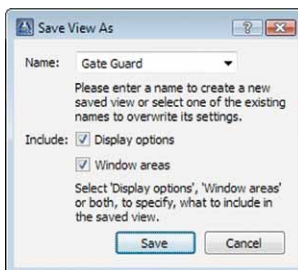 Save View As
Name: Gate Guard
Please enter a name to create a new
saved view or select one of the existing
names to overwrite its settings.
Include: Display options
Window areas
Select 'Display options', 'Window areas'
or both, to specify, what to include in
the saved view.
Save Cancel